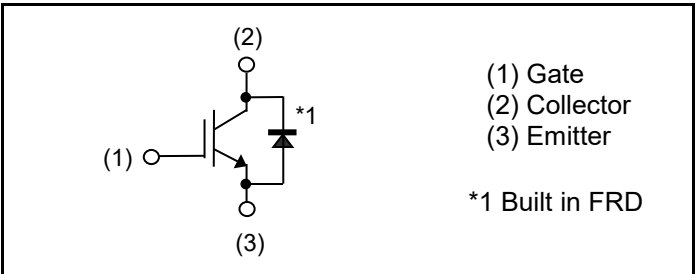 (2)
*1
(1)
(3)
(1) Gate
(2) Collector
(3) Emitter
*1 Built in FRD